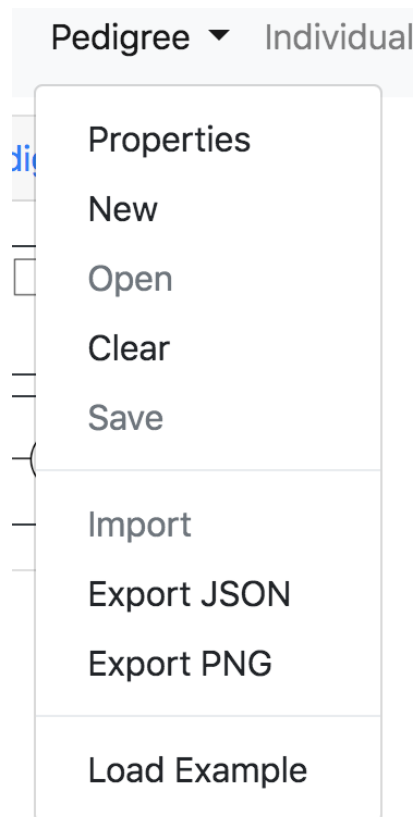 Pedigree Individual
Properties
New
Open
Clear
Save
Import
Export JSON
Export PNG
Load Example